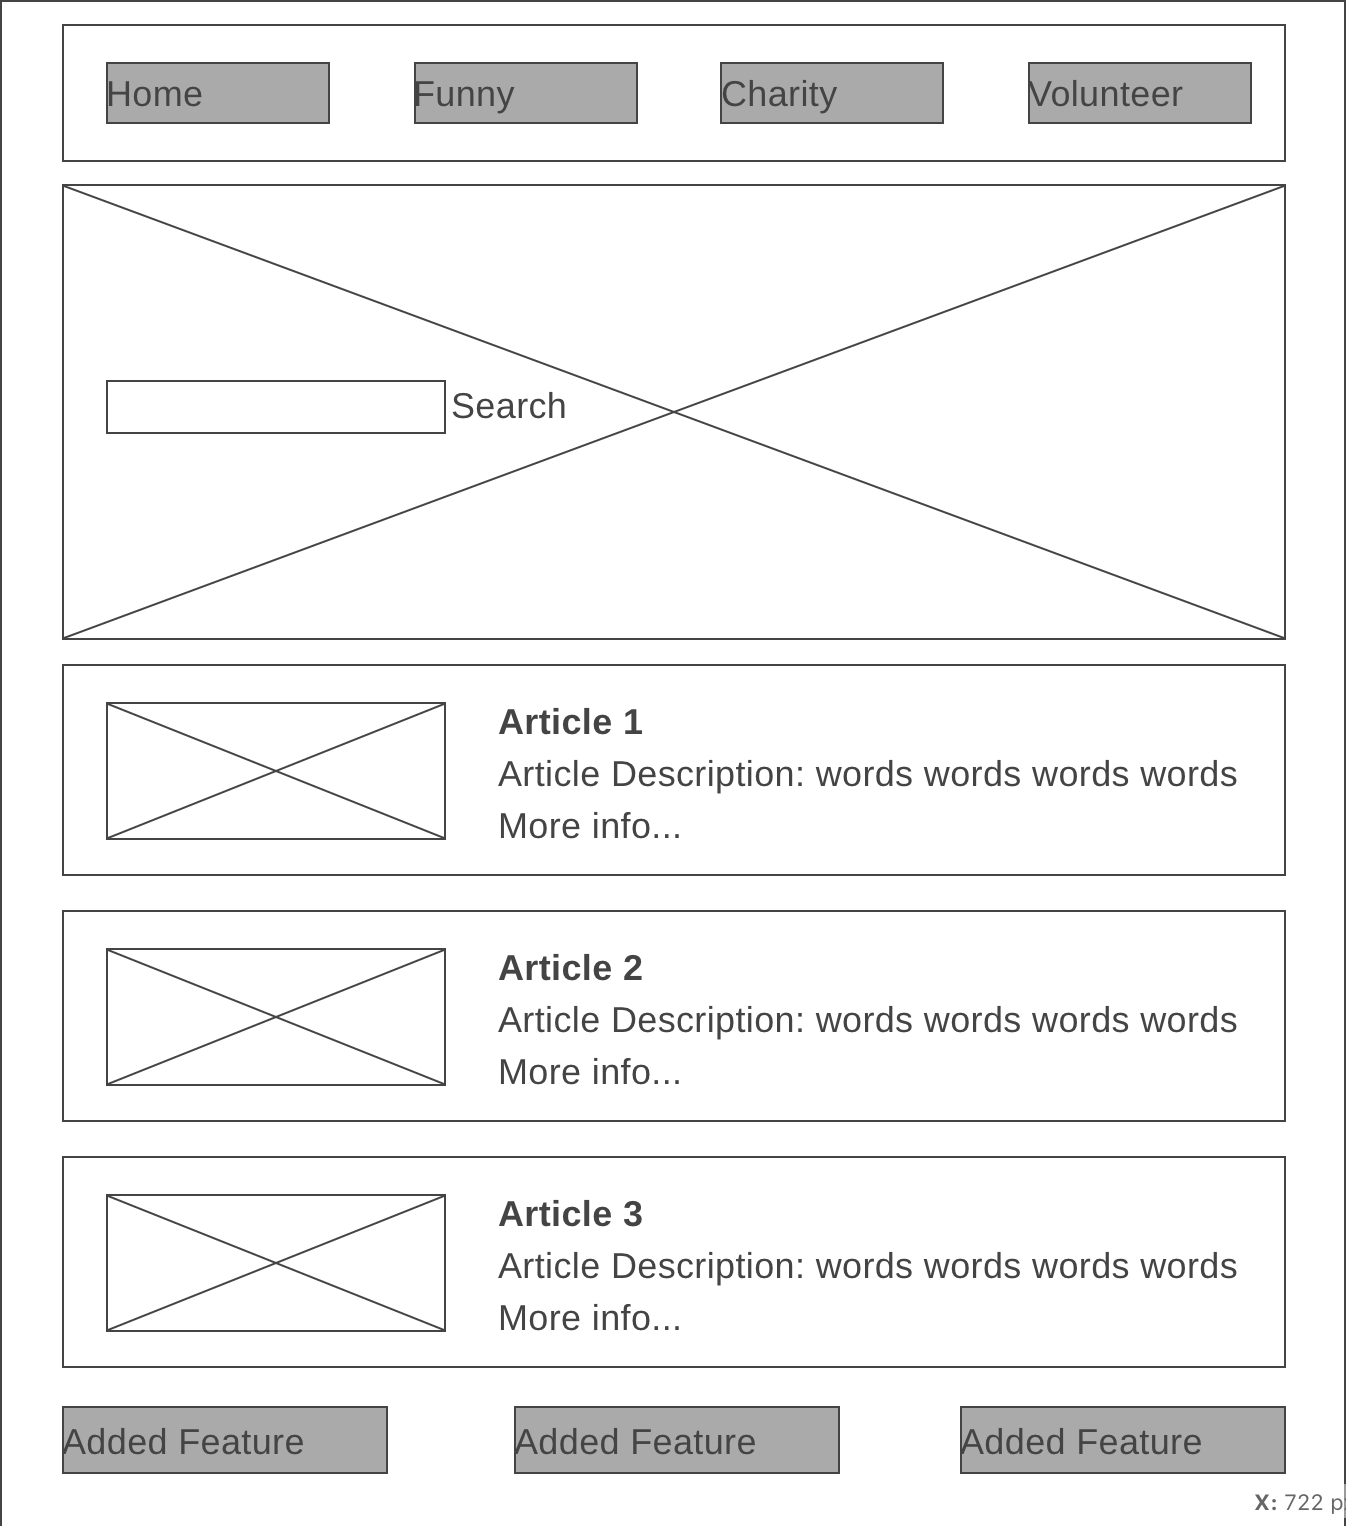 Home Funny Charity Volunteer
Search
Article 1
Article Description: words words words words
More info...
Article 2
Article Description: words words words words
More info...
Article 3
Article Description: words words words words
More info...
Added Feature Added Feature Added Feature
X: 722 p